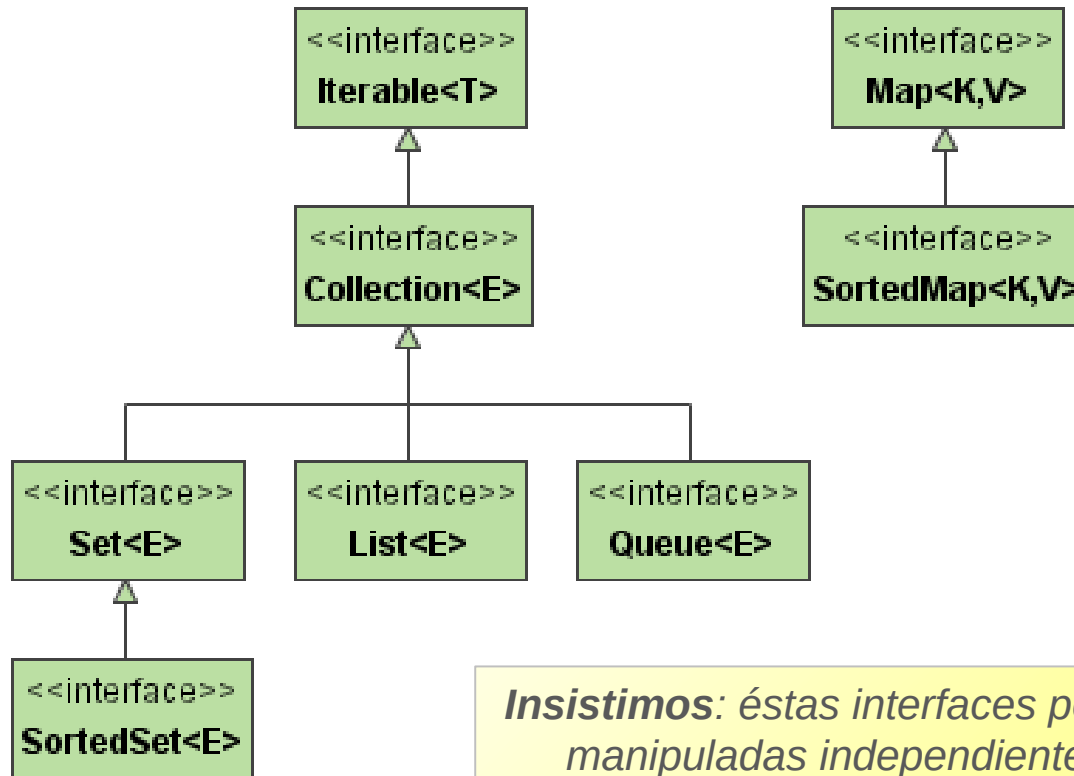 <<interface>>
Iterable<T>
<<interface>>
Map<K,V>
<<interface>>
Collection<E>
<<interface>>
SortedMap<K,V>
<<interface>>
Set<E>
<<interface>>
List<E>
<<interface>>
Queue<E>
<<interface>>
SortedSet<E>
Insistimos: éstas interfaces
manipuladas